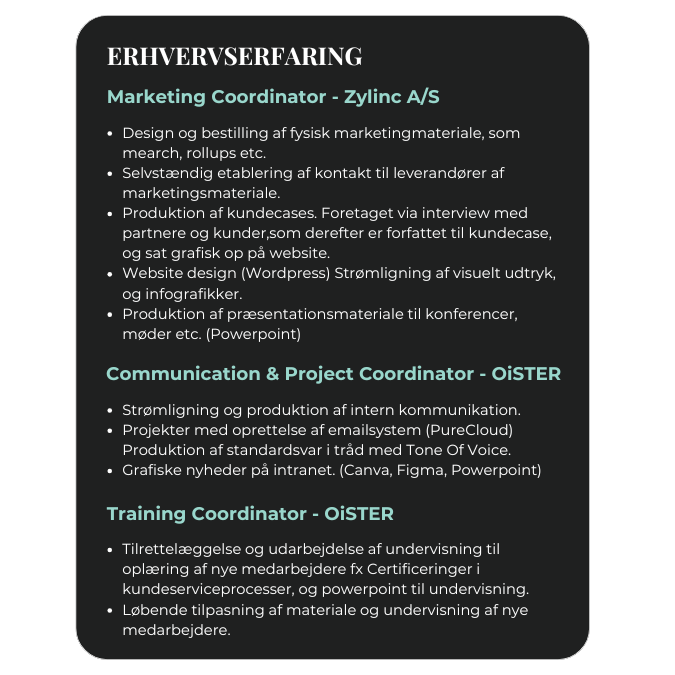 ERHVERVSERFARING
Marketing Coordinator - Zylinc A/S
• Design og bestilling af fysisk marketingmateriale, som
mearch, rollups etc.
• Selvstændig etablering af kontakt til leverandører af
marketingsmateriale.
• Produktion af kundecases. Foretaget via interview med
partnere og kunder,som derefter er forfattet til kundecase,
og sat grafisk op på website.
• Website design (Wordpress) Strømligning af visuelt udtryk,
og infografikker.
• Produktion af præsentationsmateriale til konferencer,
møder etc. (Powerpoint)
Communication & Project Coordinator - OiSTER
• Strømligning og produktion af intern kommunikation.
• Projekter med oprettelse af emailsystem (PureCloud)
Produktion af standardsvar i tråd med Tone Of Voice.
• Grafiske nyheder på intranet. (Canva, Figma, Powerpoint)
Training Coordinator - OiSTER
• Tilrettelæggelse og udarbejdelse af undervisning til
oplæring af nye medarbejdere fx Certificeringer i
kundeserviceprocesser, og powerpoint til undervisning.
• Løbende tilpasning af materiale og undervisning af nye
medarbejdere.